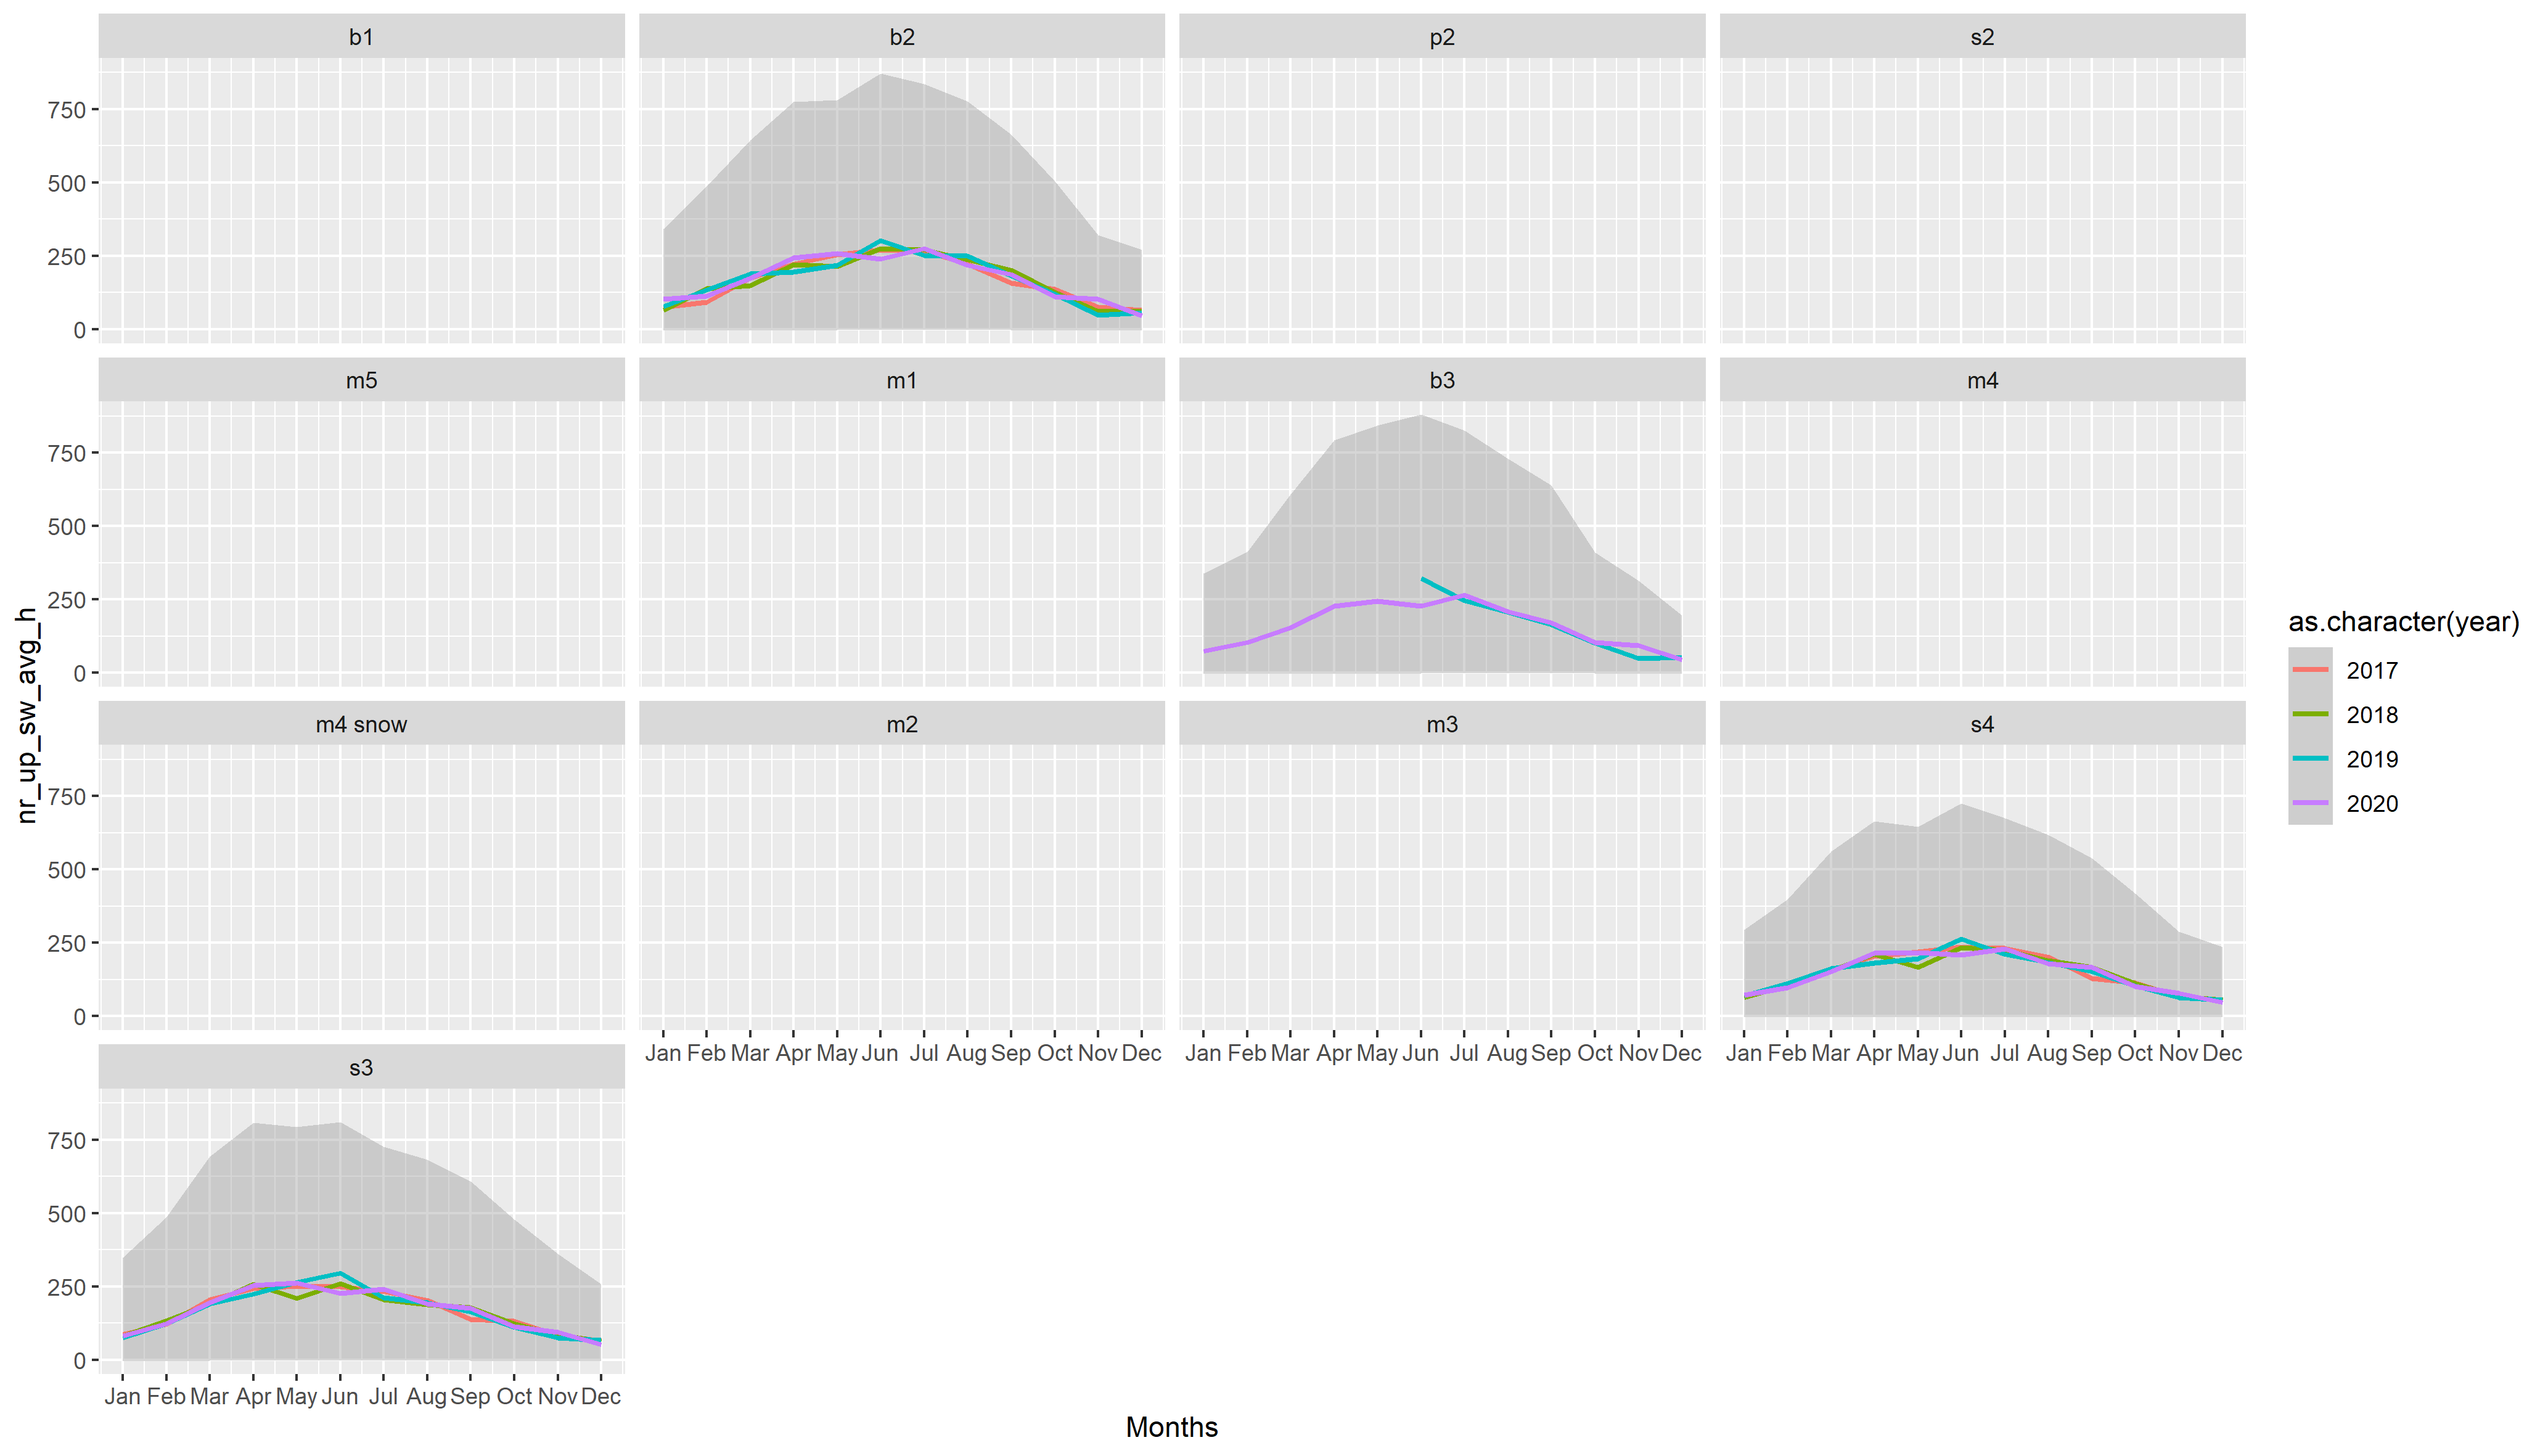 b1 b2 p2 s2
750
500
250
0
m5 m1 b3 m4
750
500
250
0
m4 snow m2 m3 s4
750
500
250
0
Jan Feb Mar Apr May Jun Jul Aug Sep Oct Nov Dec Jan Feb Mar Apr May Jun Jul Aug Sep Oct Nov Dec Jan Feb Mar Apr May Jun Jul Aug Sep Oct Nov Dec
s3
750
500
250
0
Jan Feb Mar Apr May Jun Jul Aug Sep Oct Nov Dec
Months
nr_up_sw_avg_h
as.character(year)
2017
2018
2019
2020